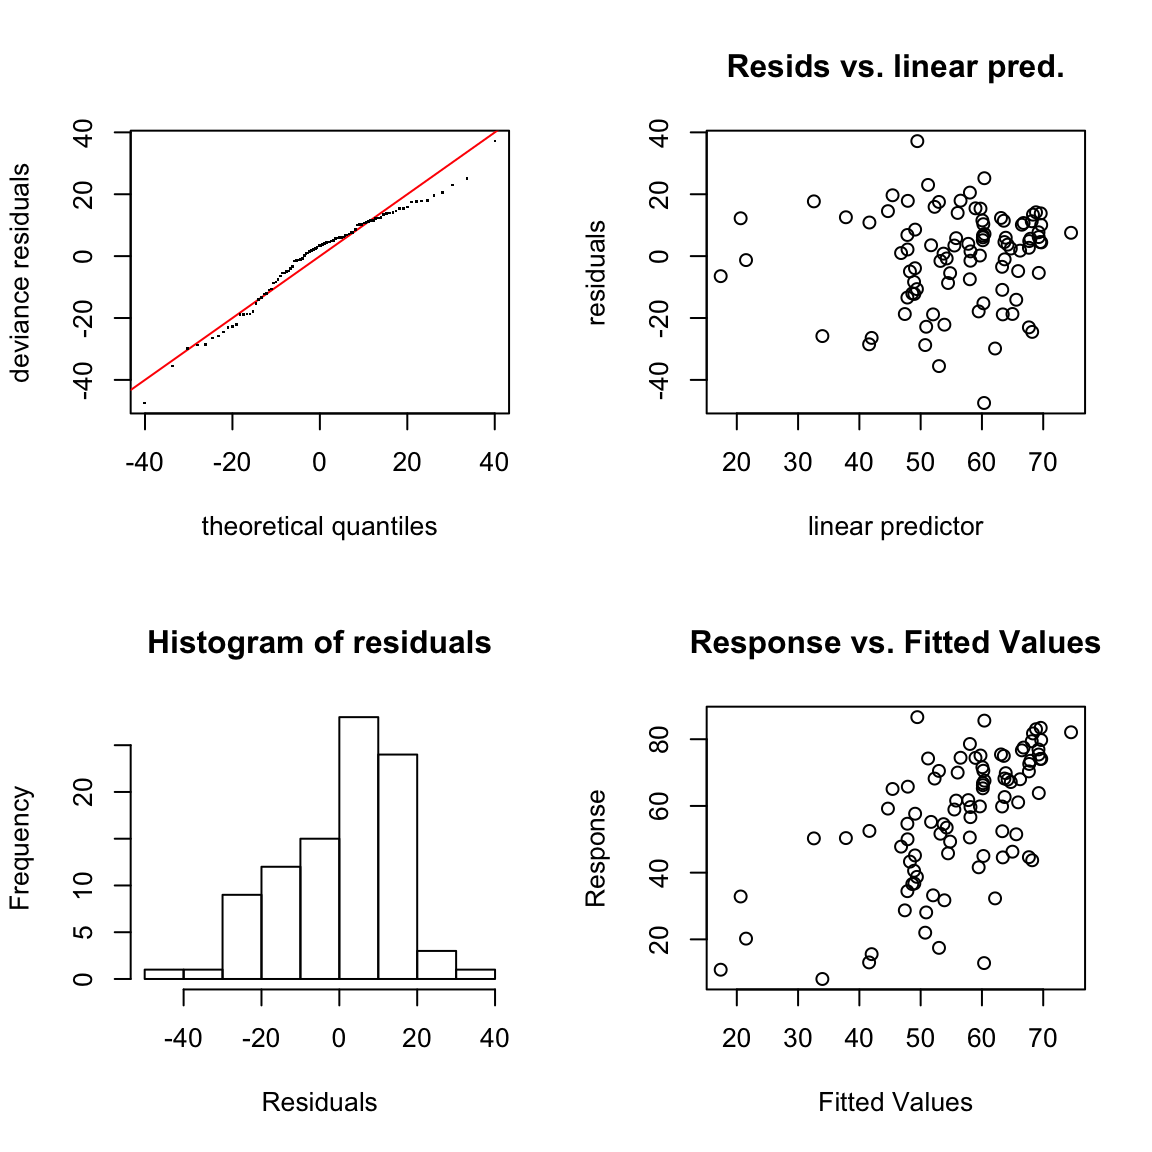 deviance residuals
40
20
0
-20
-40
-40 -20 0 20 40
theoretical quantiles
Resids vs. linear pred.
residuals
40
20
0
-20
-40
20 30 40 50 60 70
linear predictor
Histogram of residuals
Frequency
20
10
5
0
-40 -20 0 20 40
Residuals
Response vs. Fitted Values
Response
80
60
40
20
20 30 40 50 60 70
Fitted Values